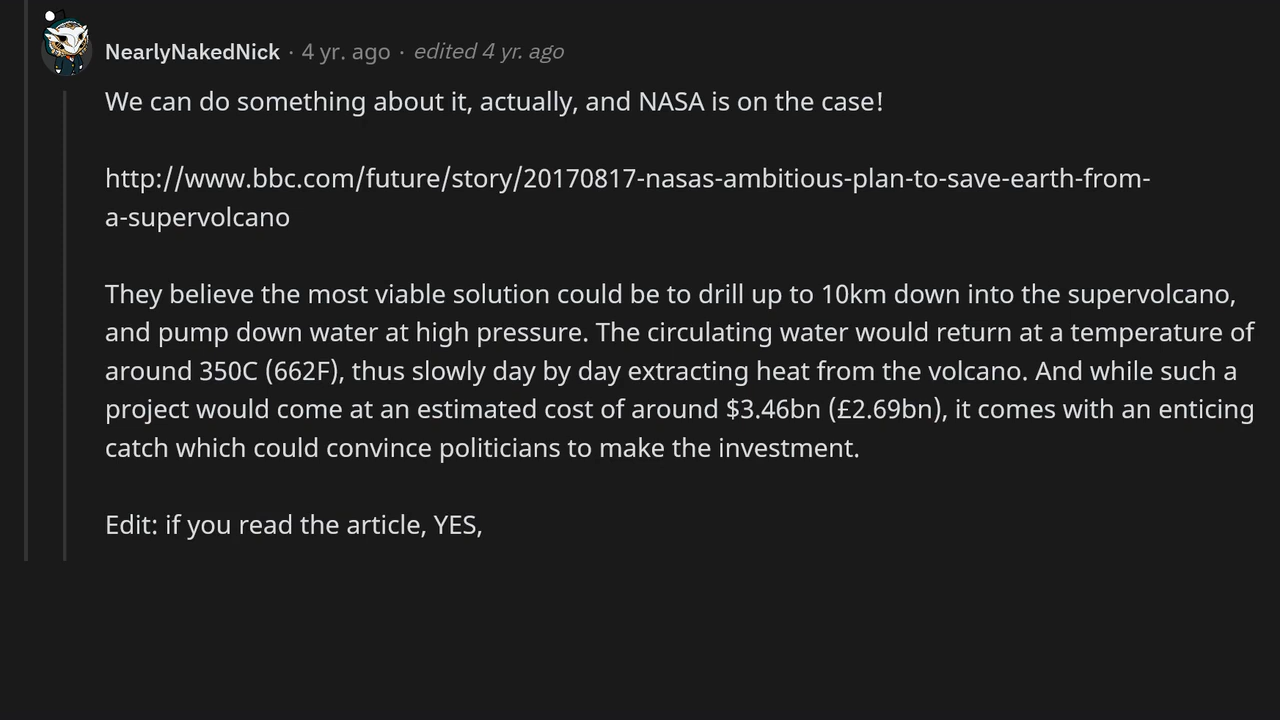 NearlyNakedNick · 4 yr. ago · edited 4 yr. ago
We can do something about it, actually, and NASA is on the case!
http://www.bbc.com/future/story/20170817-nasas-ambitious-plan-to-save-earth-from-
a-supervolcano
They believe the most viable solution could be to drill up to 10km down into the supervolcano,
and pump down water at high pressure. The circulating water would return at a temperature of
around 350C (662F), thus slowly day by day extracting heat from the volcano. And while such a
project would come at an estimated cost of around $3.46bn (£2.69bn), it comes with an enticing
catch which could convince politicians to make the investment.
Edit: if you read the article, YES,